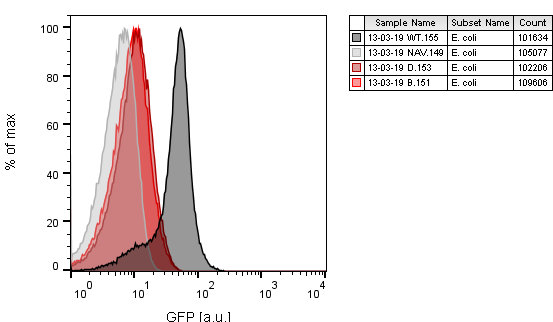 100
80
60
40
20
0
% of max
10^0 10^1 10^2 10^3 10^4
GFP [a.u.]
Sample Name Subset Name Count
13-03-19 WT.155 E. coli 101634
13-03-19 NAV.149 E. coli 105077
13-03-19 D.153 E. coli 102206
13-03-19 B.151 E. coli 109606